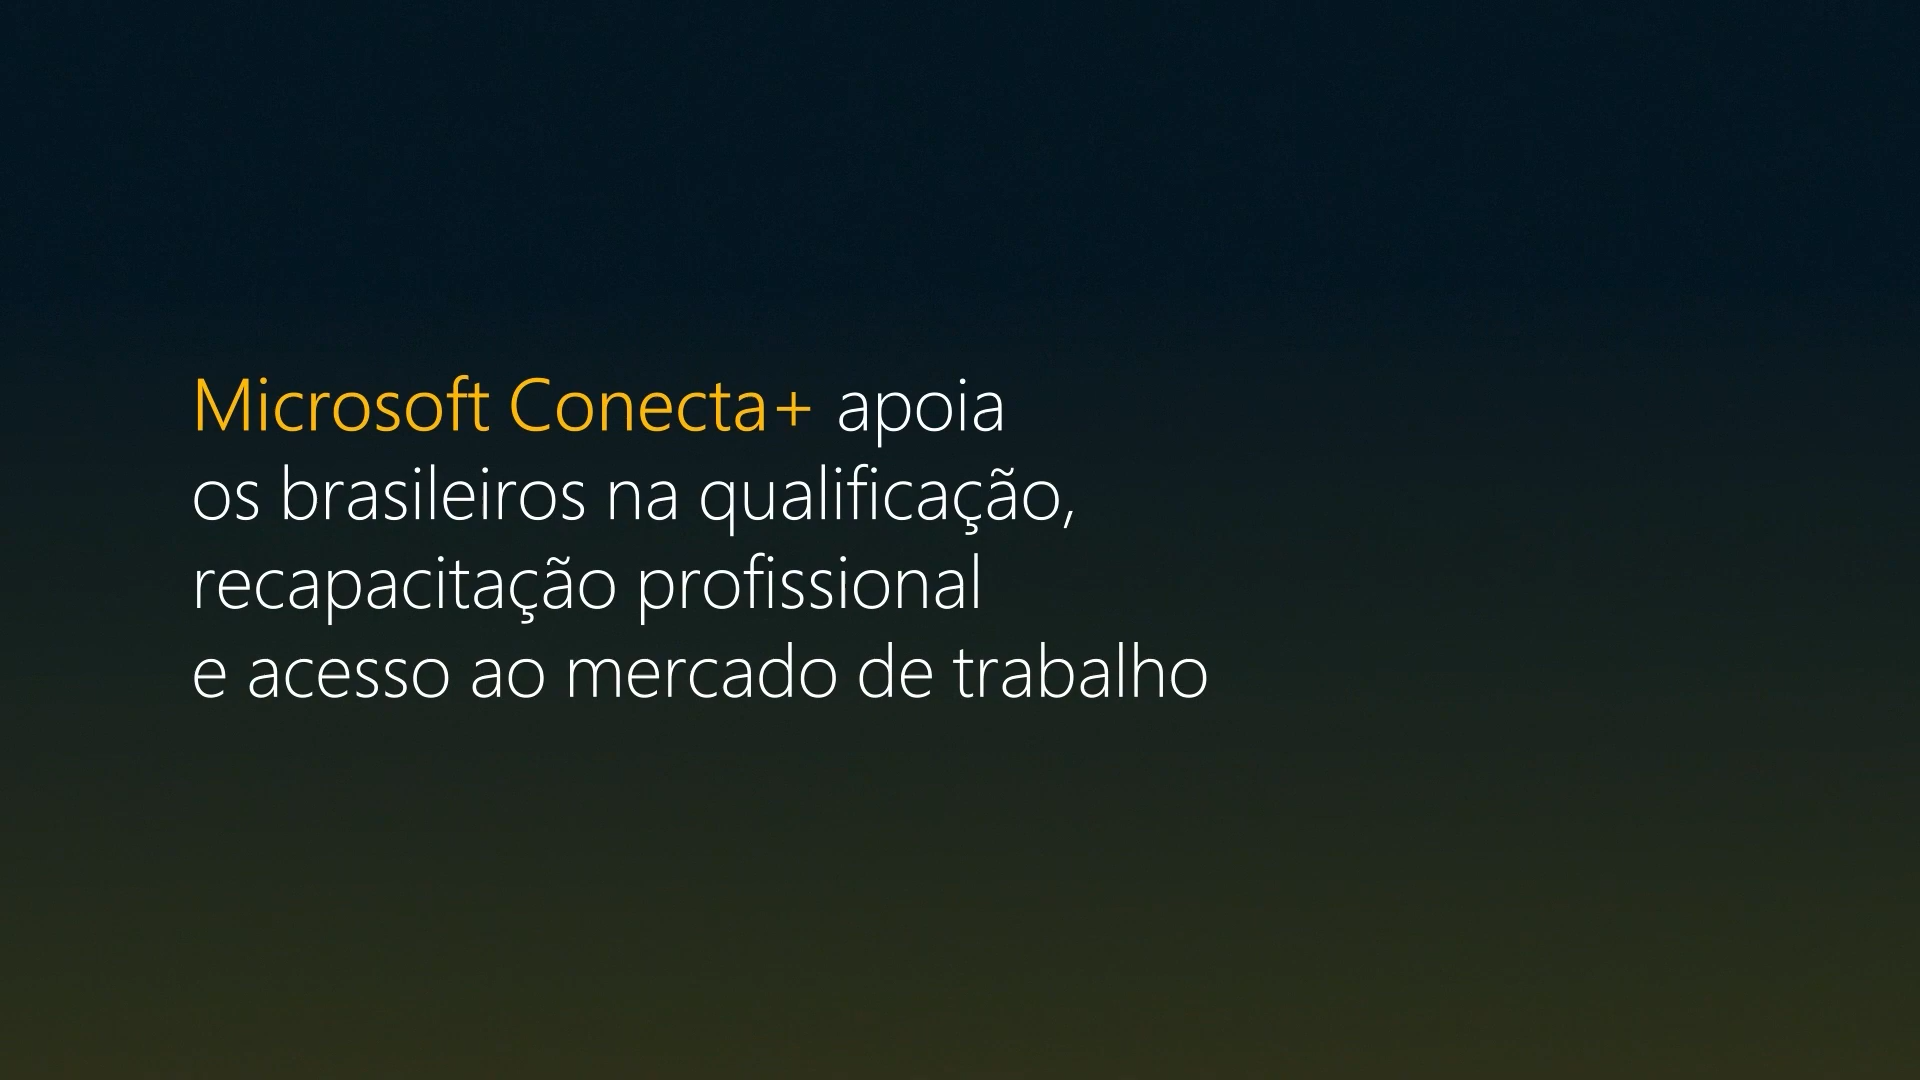 Microsoft Conecta+ apoia
os brasileiros na qualificação,
recapacitação profissional
e acesso ao mercado de trabalho